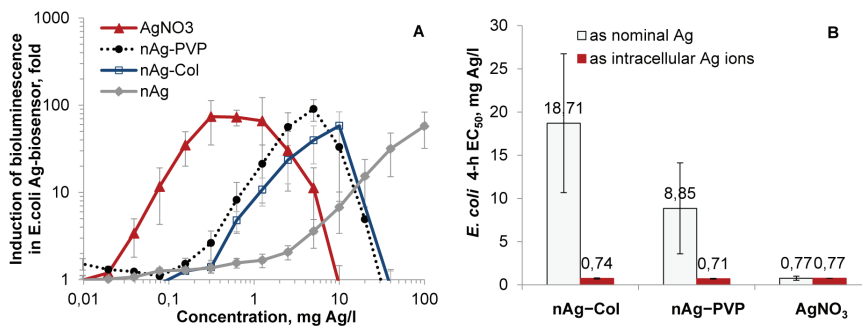 A
AgNO3
nAg-PVP
nAg-Col
nAg
Induction of bioluminescence
in E.coli Ag-biosensor, fold
1000
100
10
1
0,01
0,1
1
10
100
Concentration, mg Ag/l
B
as nominal Ag
as intracellular Ag ions
E. coli 4-h EC50, mg Ag/l
30
25
20
15
10
5
0
18,71
0,74
8,85
0,71
0,77
0,77
nAg–Col
nAg–PVP
AgNO3